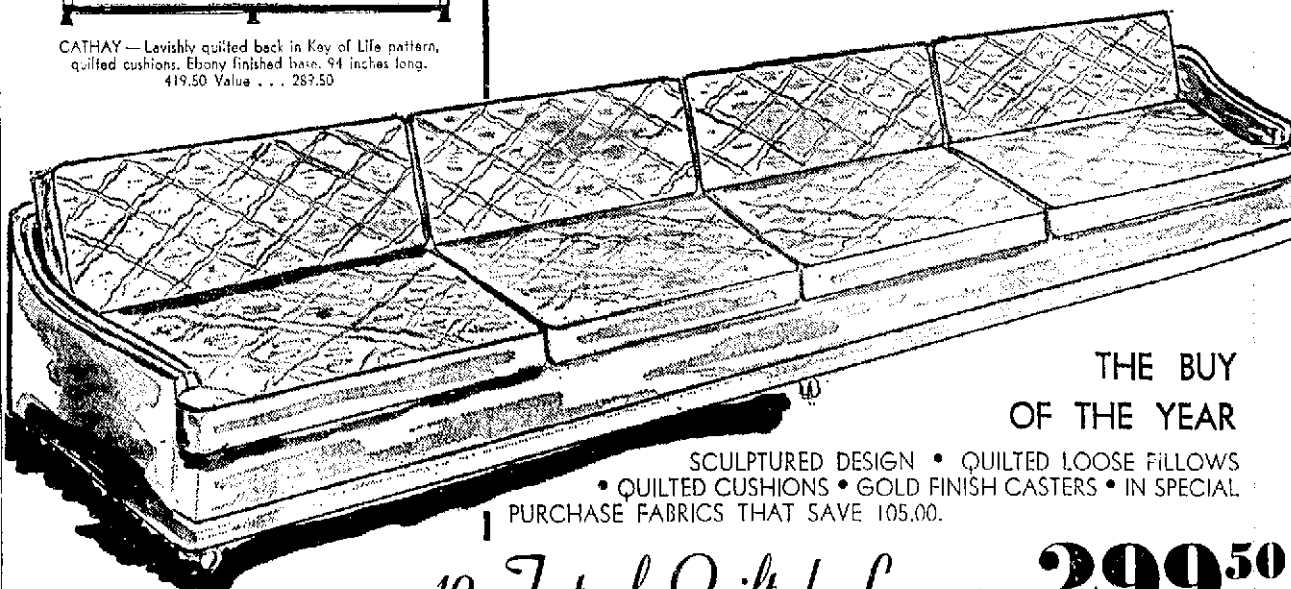 CATHAY — Lavishly quilted back in Key of Life pattern,
quilted cushions. Ebony finished base. 94 inches long.
419.50 Value . . . 289.50
THE BUY
OF THE YEAR
SCULPTURED DESIGN • QUILTED LOOSE PILLOWS
• QUILTED CUSHIONS • GOLD FINISH CASTERS • IN SPECIAL
PURCHASE FABRICS THAT SAVE 105.00.
299.50